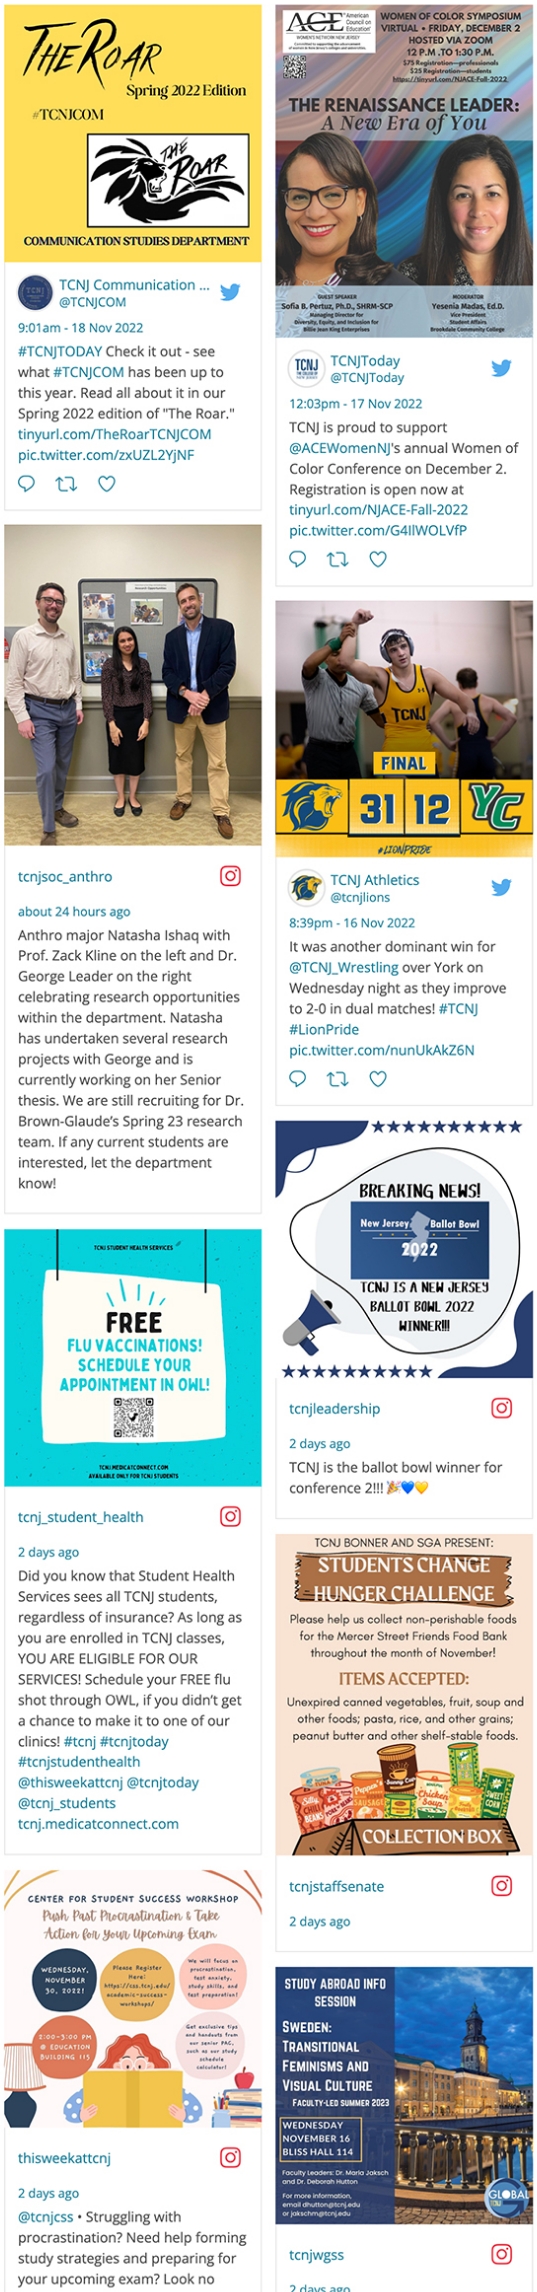 THE ROAR
Spring 2022 Edition
#TCNJCOM
THE ROAR
COMMUNICATION STUDIES DEPARTMENT
TCNJ Communication ...
@TCNJCOM
9:01am - 18 Nov 2022
#TCNJTODAY Check it out - see
what #TCNJCOM has been up to
this year. Read all about it in our
Spring 2022 edition of "The Roar."
tinyurl.com/TheRoarTCNJCOM
pic.twitter.com/zxUZL2YjNF
tcnjsoc_anthro
about 24 hours ago
Anthro major Natasha Ishaq with
Prof. Zack Kline on the left and Dr.
George Leader on the right
celebrating research opportunities
within the department. Natasha
has undertaken several research
projects with George and is
currently working on her Senior
thesis. We are still recruiting for Dr.
Brown-Glaude's Spring 23 research
team. If any current students are
interested, let the department
know!
TCNJ STUDENT HEALTH SERVICES
FREE
FLU VACCINATIONS!
SCHEDULE YOUR
APPOINTMENT IN OWL!
TCNJ.MEDICATCONNECT.COM
AVAILABLE ONLY FOR TCNJ STUDENTS
tcnj_student_health
2 days ago
Did you know that Student Health
Services sees all TCNJ students,
regardless of insurance? As long as
you are enrolled in TCNJ classes,
YOU ARE ELIGIBLE FOR OUR
SERVICES! Schedule your FREE flu
shot through OWL, if you didn't get
a chance to make it to one of our
clinics! #tcnj #tcnjtoday
#tcnjstudenthealth
@thisweekattcnj @tcnjtoday
@tcnj_students
tcnj.medicatconnect.com
CENTER FOR STUDENT SUCCESS WORKSHOP
Push Past Procrastination & Take
Action for Your Upcoming Exam
WEDNESDAY,
NOVEMBER
30, 2022!
Please Register
Here:
https://css.tcnj.edu/
academic-success-
workshops/
We will focus on
procrastination,
test anxiety,
study skills, and
test preparation!
2:00-3:00 PM
@ EDUCATION
BUILDING 115
Get exclusive tips
and handouts from
our senior PAC,
such as our study
schedule
calculator!
thisweekattcnj
2 days ago
@tcnjcss • Struggling with
procrastination? Need help forming
study strategies and preparing for
your upcoming exam? Look no
ACE American
Council on
Education
WOMEN'S NETWORK NEW JERSEY
WOMEN OF COLOR SYMPOSIUM
VIRTUAL • FRIDAY, DECEMBER 2
HOSTED VIA ZOOM
12 P.M .TO 1:30 P.M.
$75 Registration—professionals
$25 Registration—students
https://tinyurl.com/NJACE-Fall-2022
THE RENAISSANCE LEADER:
A New Era of You
GUEST SPEAKER
Sofia B. Pertuz, Ph.D., SHRM-SCP
Managing Director for
Diversity, Equity, and Inclusion for
Billie Jean King Enterprises
MODERATOR
Yesenia Madas, Ed.D.
Vice President
Student Affairs
Brookdale Community College
TCNJ
TCNJToday
@TCNJToday
12:03pm - 17 Nov 2022
TCNJ is proud to support
@ACEWomenNJ's annual Women of
Color Conference on December 2.
Registration is open now at
tinyurl.com/NJACE-Fall-2022
pic.twitter.com/G4IlWOLVfP
TCNJ
FINAL
31 12
YC
#LIONPRIDE
TCNJ Athletics
@tcnjlions
8:39pm - 16 Nov 2022
It was another dominant win for
@TCNJ_Wrestling over York on
Wednesday night as they improve
to 2-0 in dual matches! #TCNJ
#LionPride
pic.twitter.com/nunUkAkZ6N
BREAKING NEWS!
New Jersey Ballot Bowl
2022
TCNJ IS A NEW JERSEY
BALLOT BOWL 2022
WINNER!!!
tcnjleadership
2 days ago
TCNJ is the ballot bowl winner for
conference 2!!! 🎉💙💛
TCNJ BONNER AND SGA PRESENT:
STUDENTS CHANGE
HUNGER CHALLENGE
Please help us collect non-perishable foods
for the Mercer Street Friends Food Bank
throughout the month of November!
ITEMS ACCEPTED:
Unexpired canned vegetables, fruit, soup and
other foods; pasta, rice, and other grains;
peanut butter and other shelf-stable foods.
Chicken
Soup
SWEET
CORN
COLLECTION BOX
tcnjstaffsenate
2 days ago
STUDY ABROAD INFO
SESSION
SWEDEN:
TRANSITIONAL
FEMINISMS AND
VISUAL CULTURE
FACULTY-LED SUMMER 2023
WEDNESDAY
NOVEMBER 16
BLISS HALL 114
Faculty Leaders: Dr. Marla Jaksch
and Dr. Deborah Hutton
For more information,
email dhutton@tcnj.edu
or jakschm@tcnj.edu
GLOBAL
tcnjwgss
2 days ago